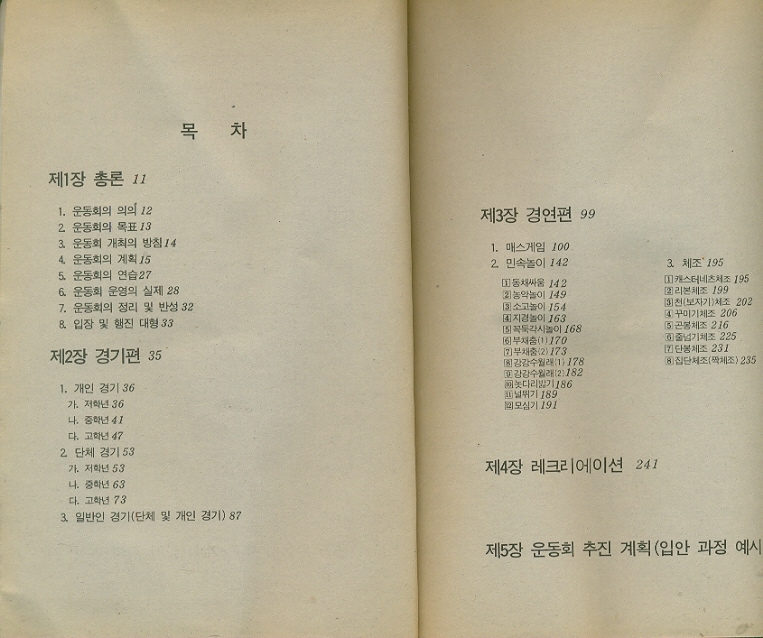 목 차
제1장 총론 11
1. 운동회의 의의 12
2. 운동회의 목표 13
3. 운동회 개최의 방침 14
4. 운동회의 계획 15
5. 운동회의 연습 27
6. 운동회 운영의 실제 28
7. 운동회의 정리 및 반성 32
8. 입장 및 행진 대형 33
제2장 경기편 35
1. 개인 경기 36
가. 저학년 36
나. 중학년 41
다. 고학년 47
2. 단체 경기 53
가. 저학년 53
나. 중학년 63
다. 고학년 73
3. 일반인 경기(단체 및 개인 경기) 87
제3장 경연편 99
1. 매스게임 100
2. 민속놀이 142
1 동채싸움 142
2 농악놀이 149
3 소고놀이 154
4 지경놀이 163
5 꼭둑각시놀이 168
6 부채춤(1) 170
7 부채춤(2) 173
8 강강수월래(1) 178
9 강강수월래(2) 182
10 놋다리밟기 186
11 널뛰기 189
12 모심기 191
3. 체조 195
1 캐스터네츠체조 195
2 리본체조 199
3 천(보자기)체조 202
4 꾸미기체조 206
5 곤봉체조 216
6 줄넘기체조 225
7 단봉체조 231
8 집단체조(짝체조) 235
제4장 레크리에이션 241
제5장 운동회 추진 계획(입안 과정 예시